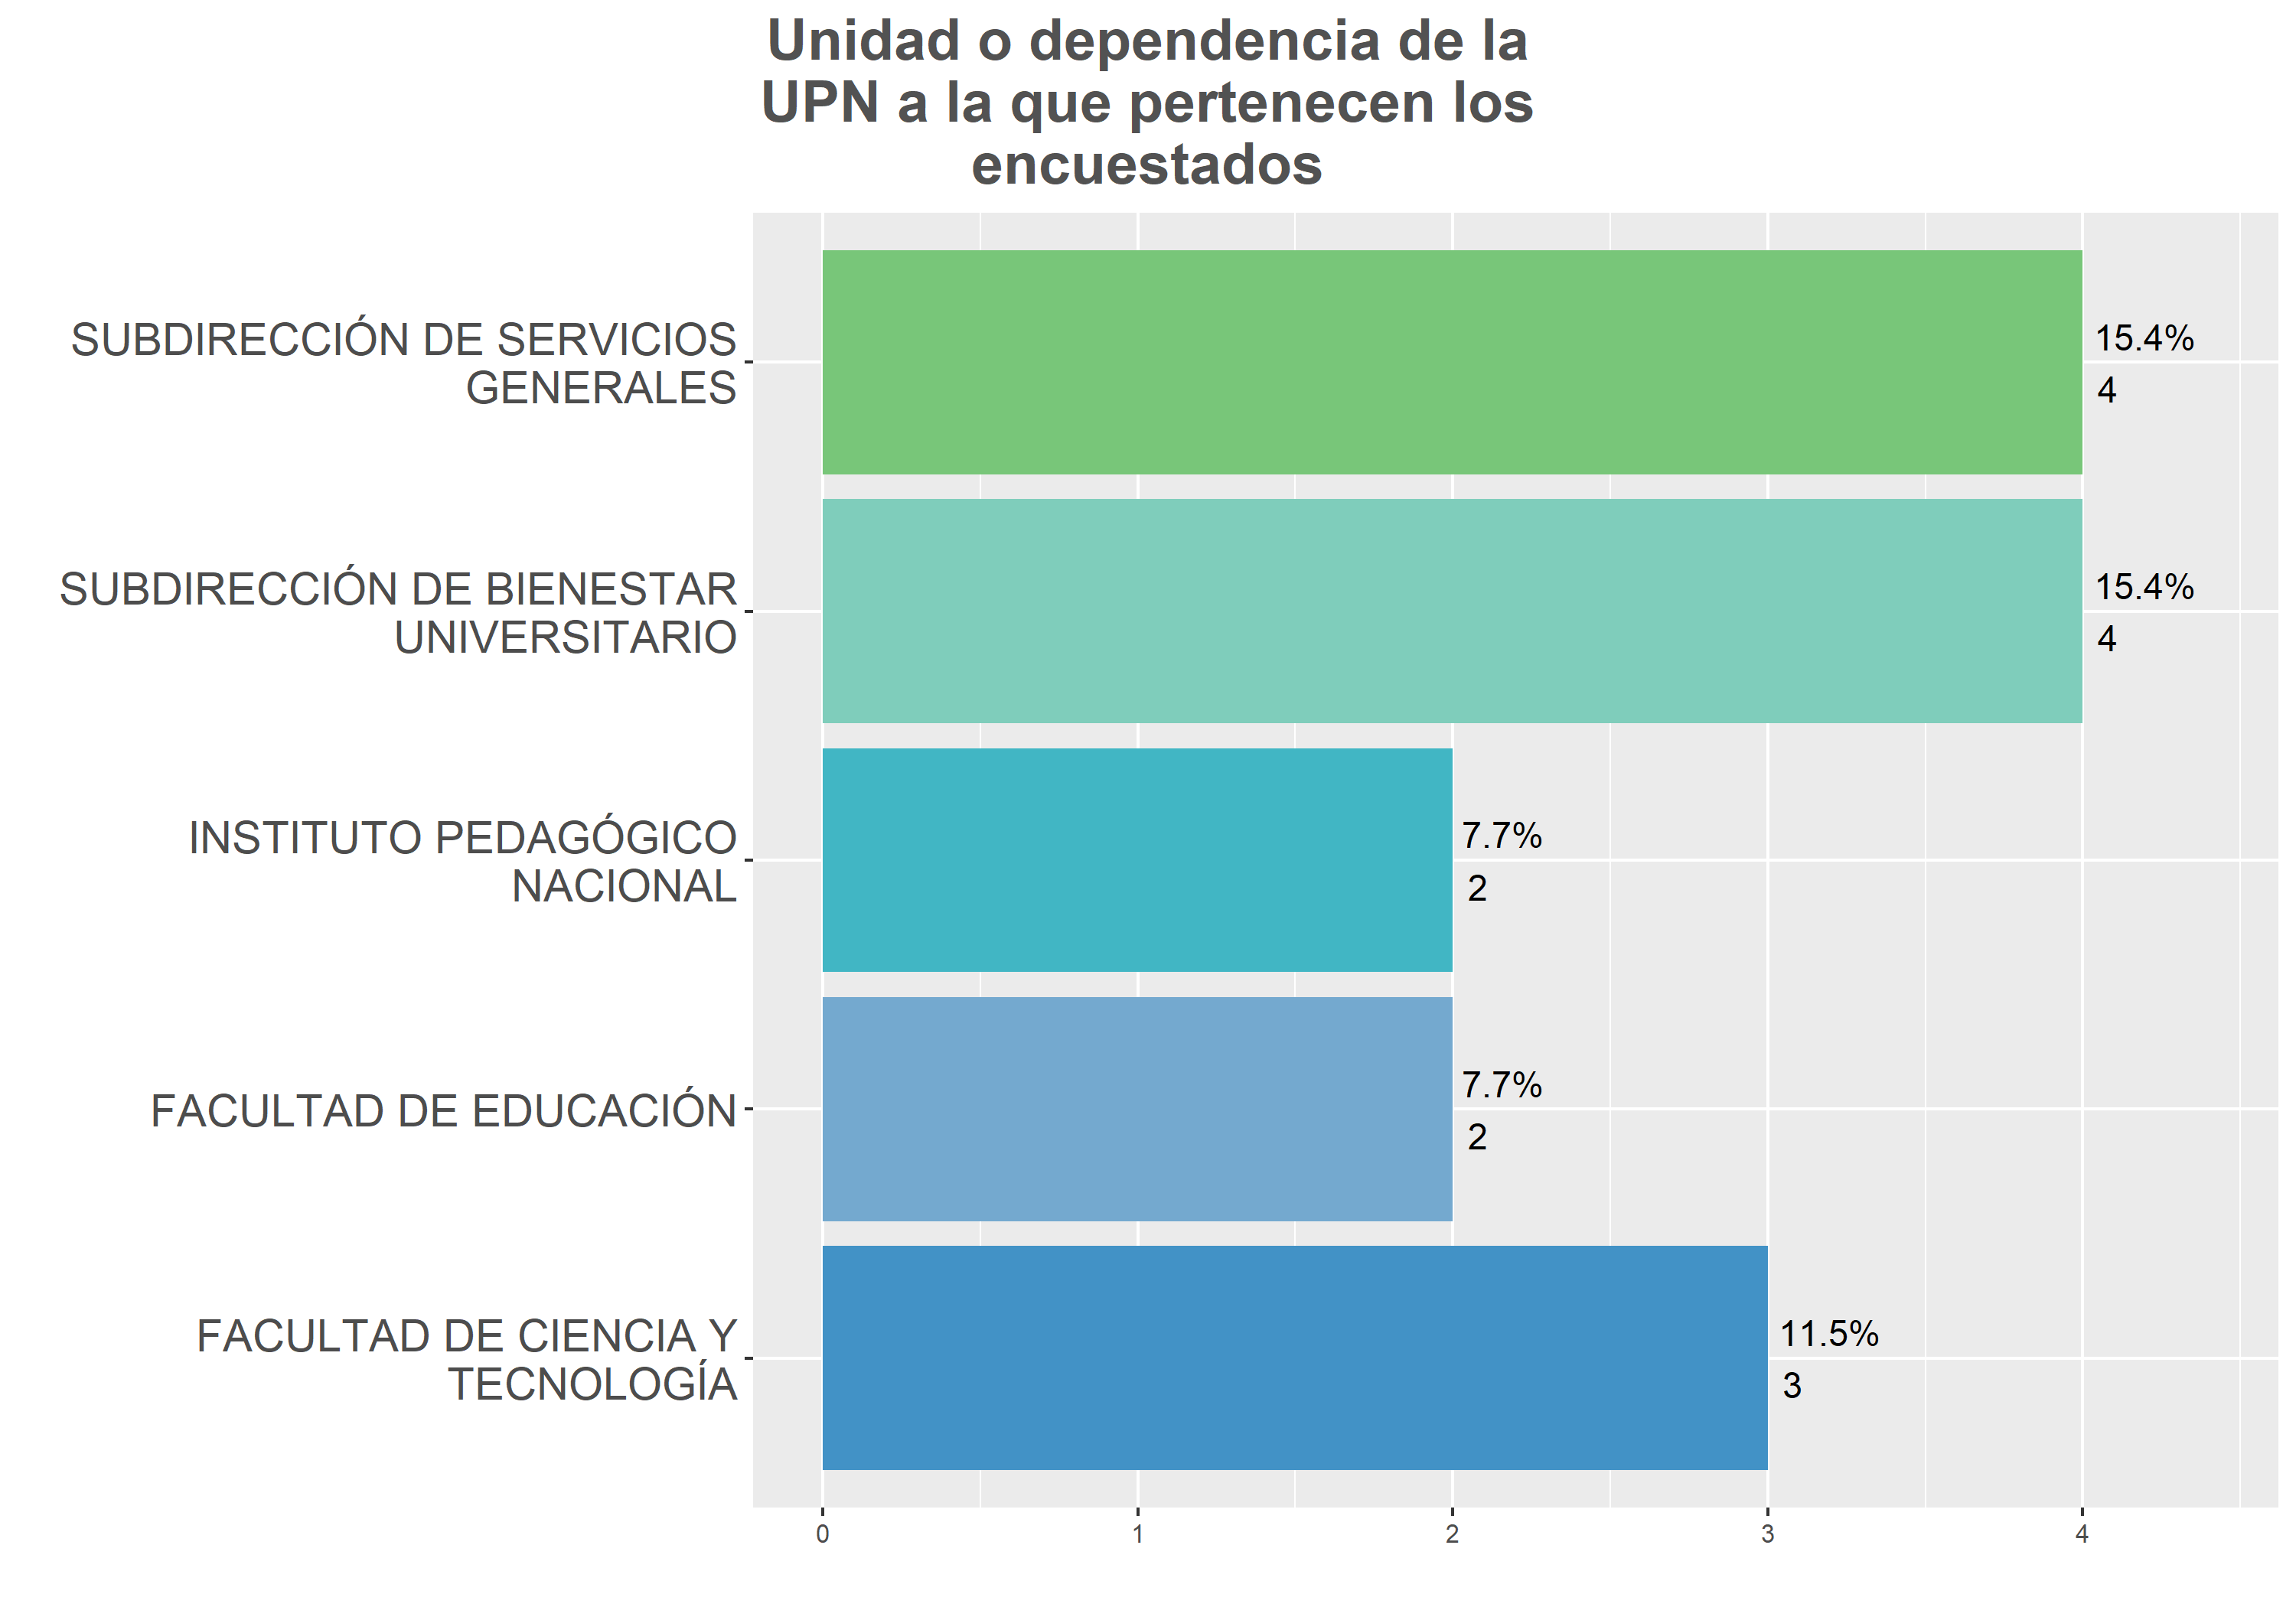 Unidad o dependencia de la
UPN a la que pertenecen los
encuestados
SUBDIRECCIÓN DE SERVICIOS
GENERALES
15.4%
4
SUBDIRECCIÓN DE BIENESTAR
UNIVERSITARIO
15.4%
4
INSTITUTO PEDAGÓGICO
NACIONAL
7.7%
2
FACULTAD DE EDUCACIÓN
7.7%
2
FACULTAD DE CIENCIA Y
TECNOLOGÍA
11.5%
3
0 1 2 3 4